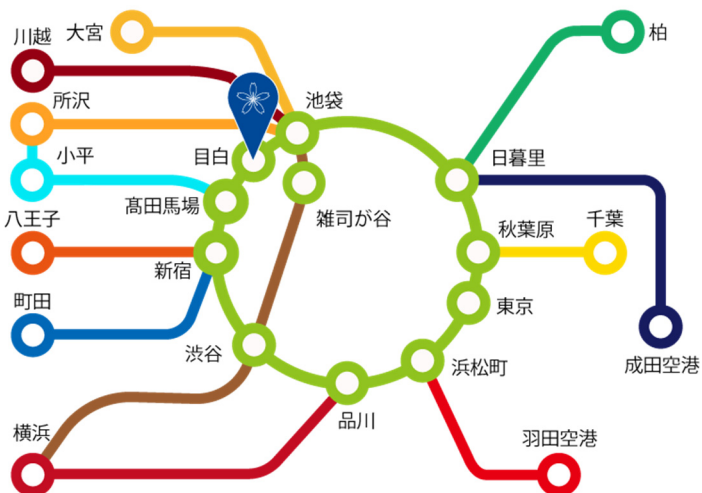 大宮
川越
柏
所沢
池袋
小平
目白
日暮里
髙田馬場
雑司が谷
八王子
秋葉原
千葉
新宿
町田
東京
渋谷
浜松町
成田空港
品川
横浜
羽田空港